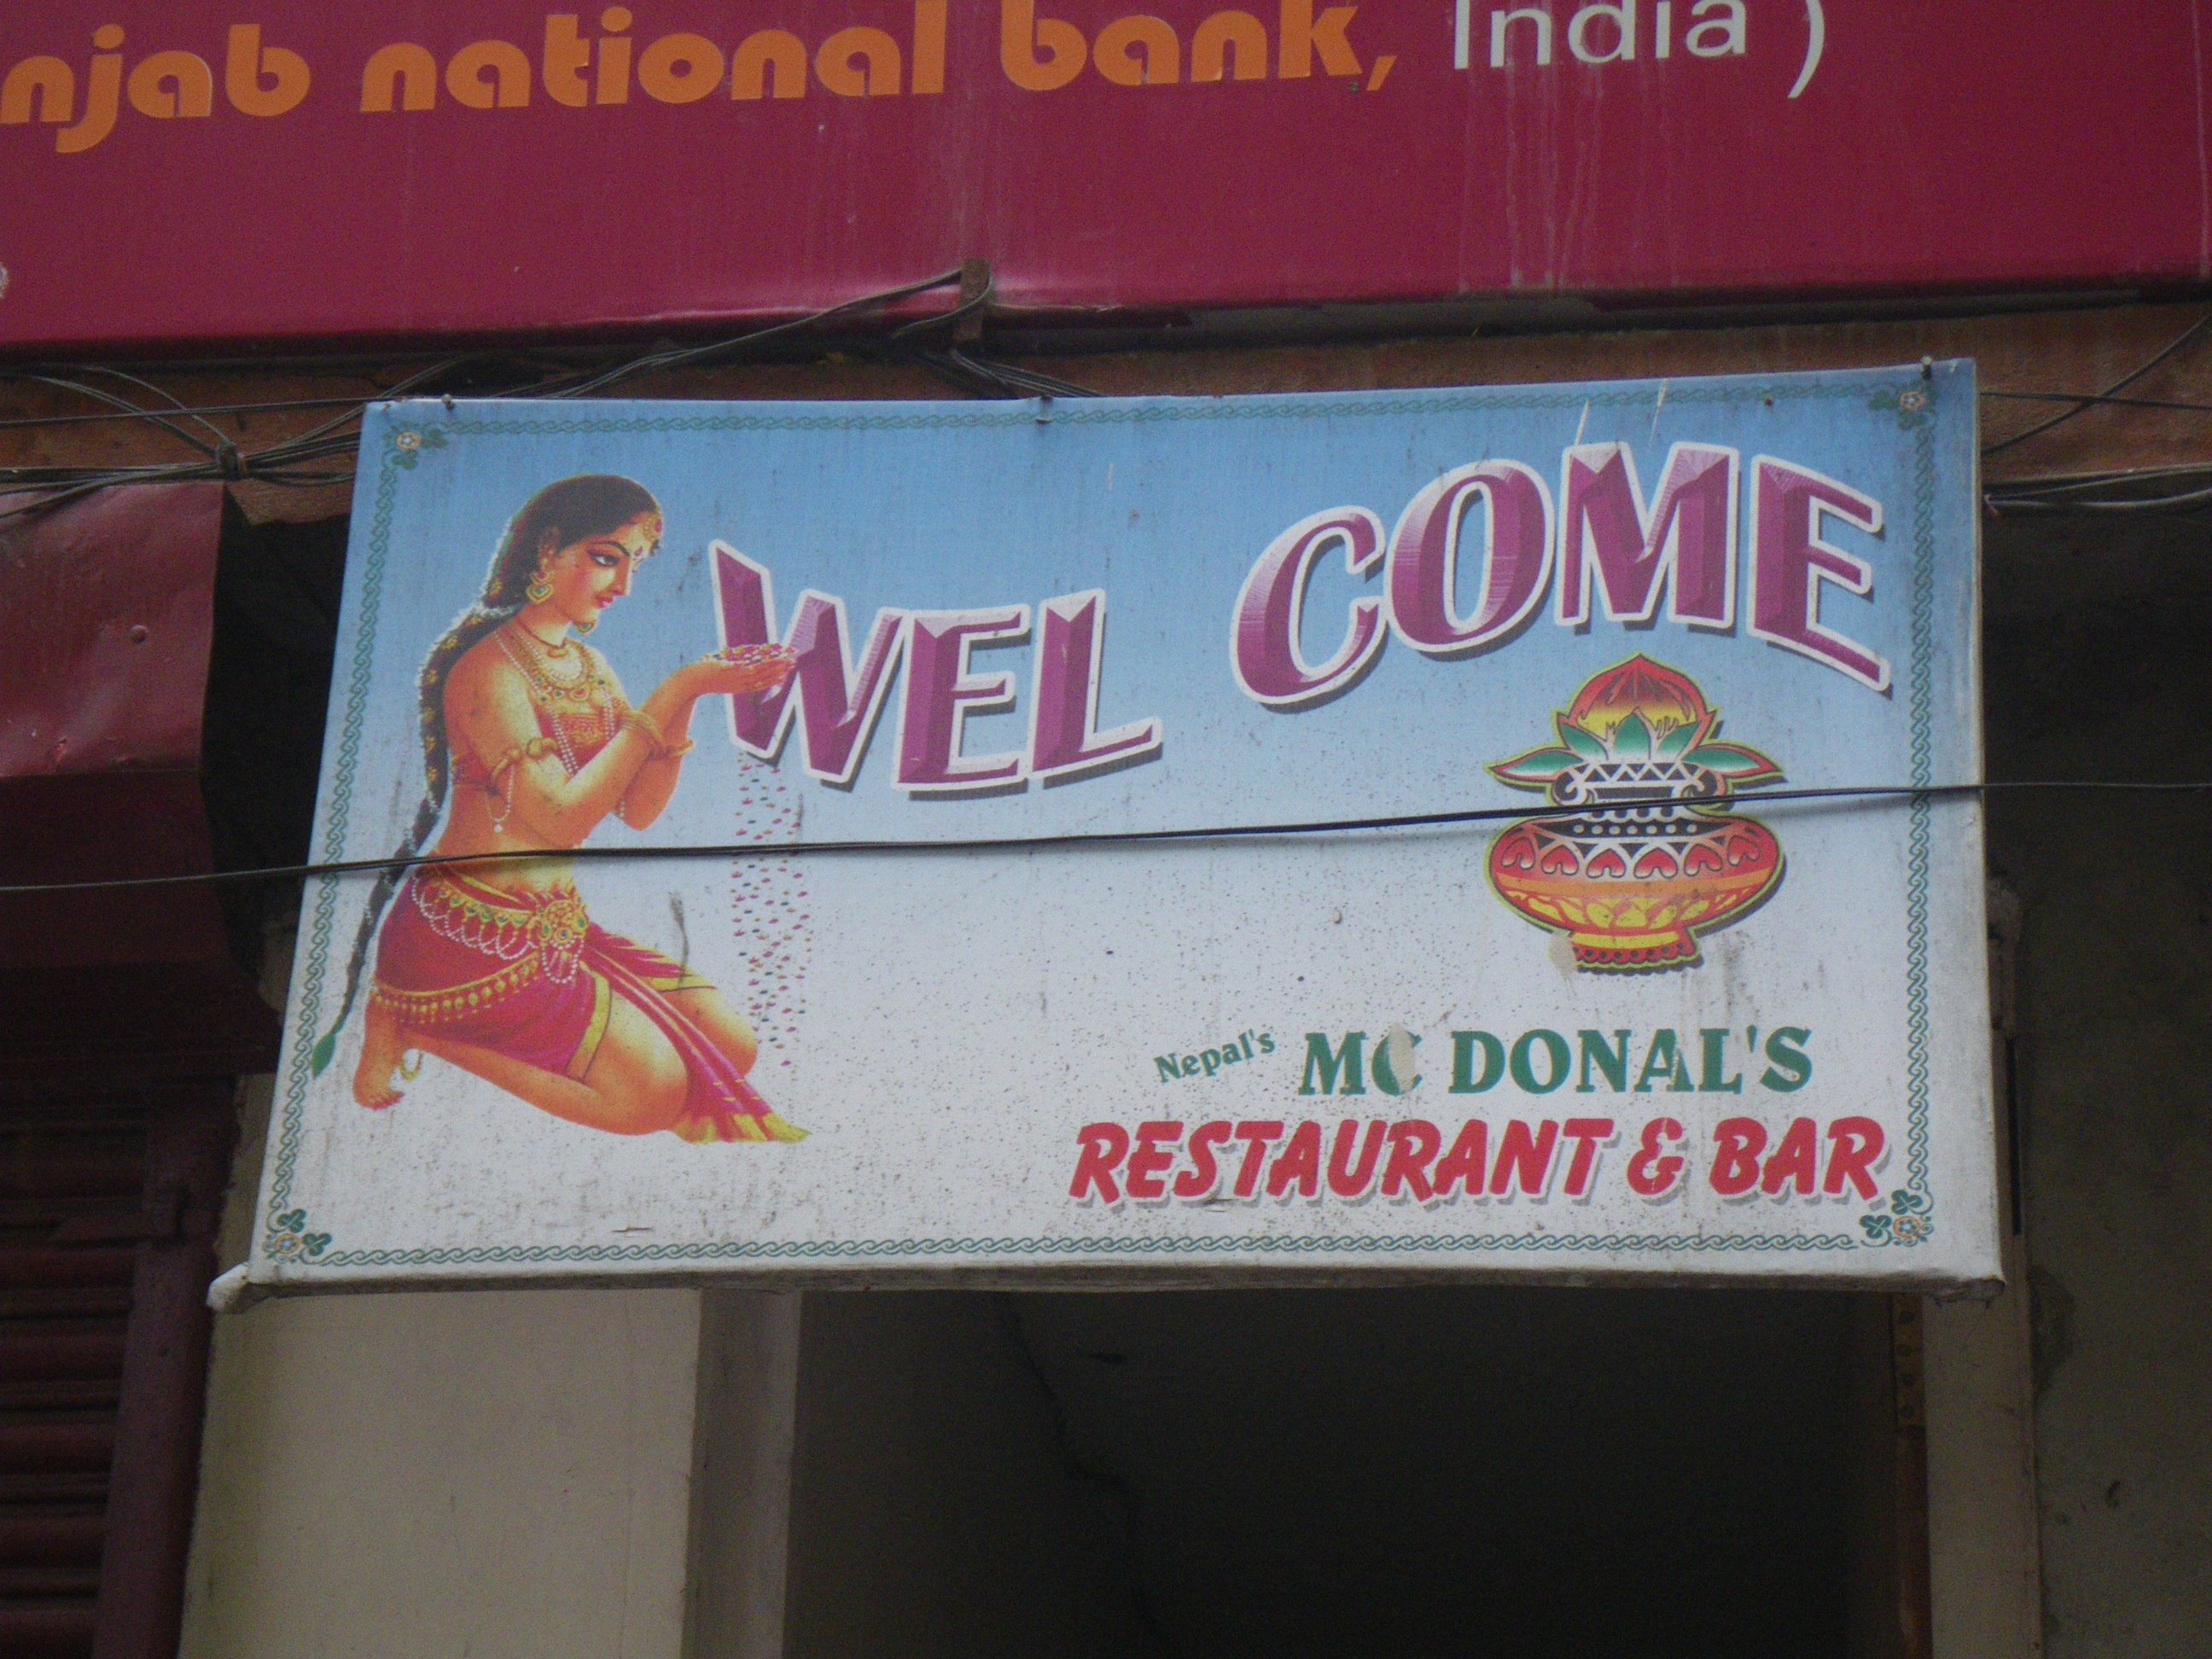 njab national bank, India )
WEL COME
Nepal's MC DONAL'S
RESTAURANT & BAR